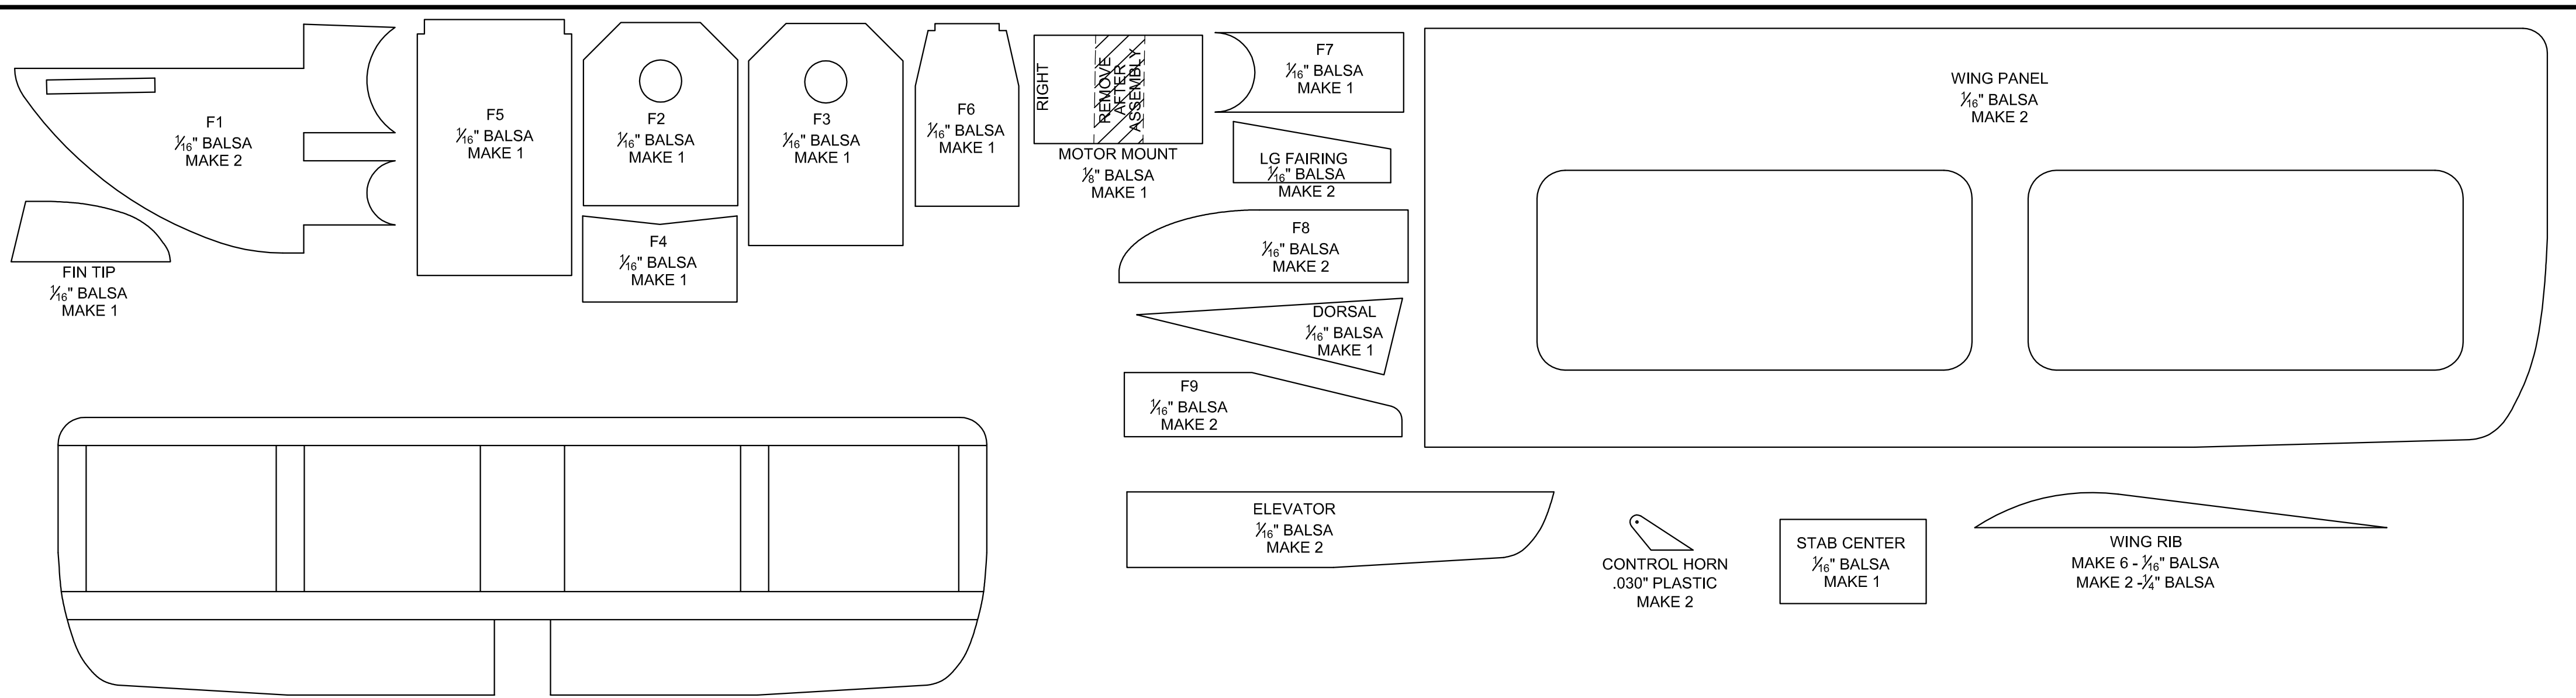 F1
1/16" BALSA
MAKE 2
FIN TIP
1/16" BALSA
MAKE 1
F5
1/16" BALSA
MAKE 1
F2
1/16" BALSA
MAKE 1
F4
1/16" BALSA
MAKE 1
F3
1/16" BALSA
MAKE 1
F6
1/16" BALSA
MAKE 1
RIGHT
REMOVE
AFTER
ASSEMBLY
MOTOR MOUNT
1/8" BALSA
MAKE 1
F7
1/16" BALSA
MAKE 1
LG FAIRING
1/16" BALSA
MAKE 2
F8
1/16" BALSA
MAKE 2
DORSAL
1/16" BALSA
MAKE 1
F9
1/16" BALSA
MAKE 2
WING PANEL
1/16" BALSA
MAKE 2
ELEVATOR
1/16" BALSA
MAKE 2
CONTROL HORN
.030" PLASTIC
MAKE 2
STAB CENTER
1/16" BALSA
MAKE 1
WING RIB
MAKE 6 - 1/16" BALSA
MAKE 2 -1/4" BALSA